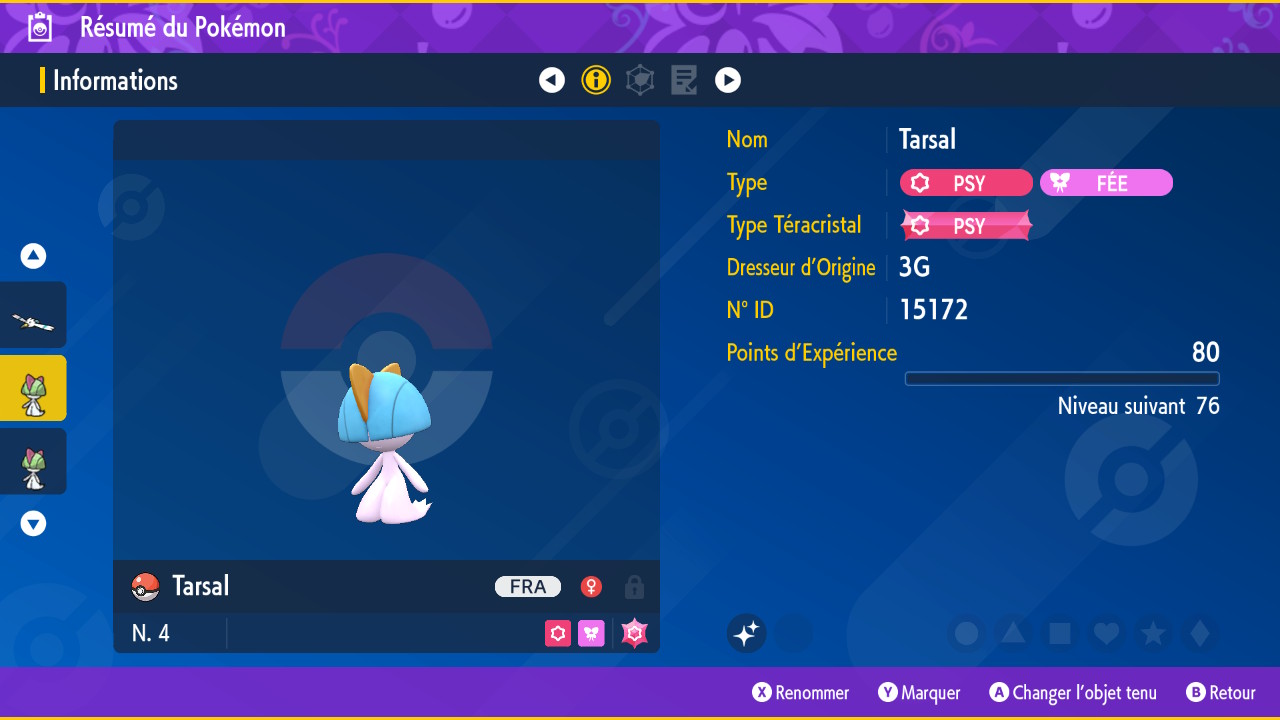 Résumé du Pokémon
Informations
Nom Tarsal
Type PSY FÉE
Type Téracristal PSY
Dresseur d'Origine 3G
N° ID 15172
Points d'Expérience 80
Niveau suivant 76
Tarsal FRA
N. 4
X Renommer Y Marquer A Changer l'objet tenu B Retour